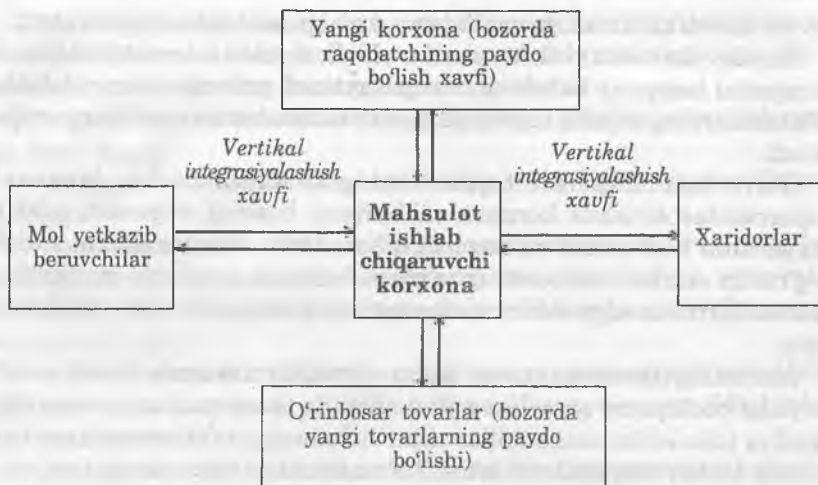 Yangi korxona (bozorda
raqobatchining paydo
bo‘lish xavfi)
Vertikal
integrasiyalashish
xavfi
Vertikal
integrasiyalashish
xavfi
Mol yetkazib
beruvchilar
Mahsulot
ishlab
chiqaruvchi
korxona
Xaridorlar
O‘rinbosar tovarlar (bozorda
yangi tovarlarning paydo
bo‘lishi)